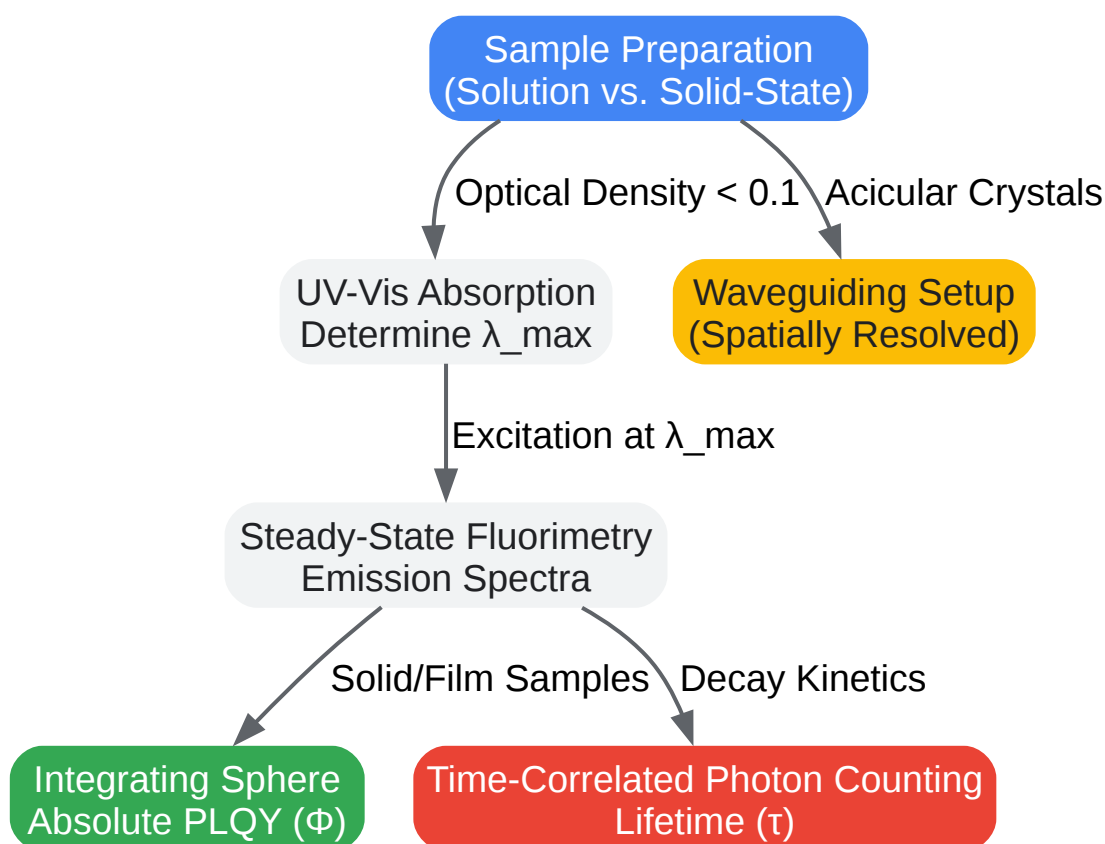 Sample Preparation
(Solution vs. Solid-State)
Optical Density < 0.1
Acicular Crystals
UV-Vis Absorption
Determine λ_max
Waveguiding Setup
(Spatially Resolved)
Excitation at λ_max
Steady-State Fluorimetry
Emission Spectra
Solid/Film Samples
Decay Kinetics
Integrating Sphere
Absolute PLQY (Φ)
Time-Correlated Photon Counting
Lifetime (τ)